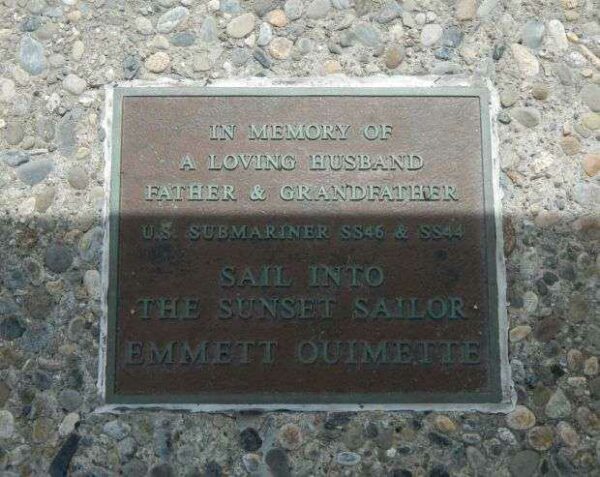 IN MEMORY OF
A LOVING HUSBAND
FATHER & GRANDFATHER
U.S. SUBMARINER SS46 & SS44
SAIL INTO
THE SUNSET SAILOR
EMMETT OUIMETTE